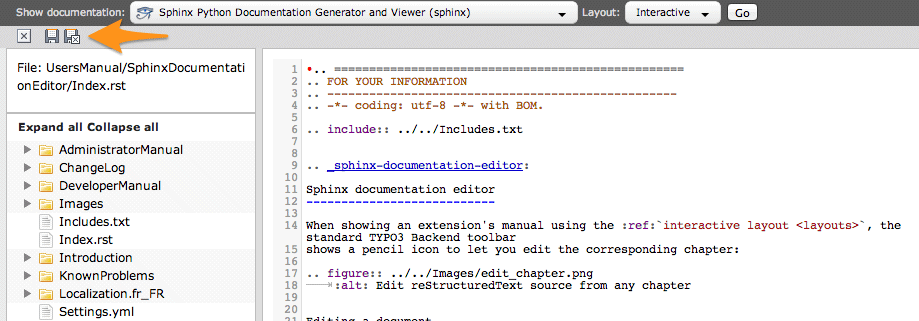 Show documentation: Sphinx Python Documentation Generator and Viewer (sphinx) Layout: Interactive Go
File: UsersManual/SphinxDocumentati
onEditor/Index.rst
Expand all Collapse all
AdministratorManual
ChangeLog
DeveloperManual
Images
Includes.txt
Index.rst
Introduction
KnownProblems
Localization.fr_FR
Settings.yml
1 .. ==================================================
2 .. FOR YOUR INFORMATION
3 .. --------------------------------------------------
4 .. -*- coding: utf-8 -*- with BOM.
5
6 .. include:: ../../Includes.txt
7
8
9 .. _sphinx-documentation-editor:
10
11 Sphinx documentation editor
12 ---------------------------
13
14 When showing an extension's manual using the :ref:`interactive layout <layouts>`, the
standard TYPO3 Backend toolbar
15 shows a pencil icon to let you edit the corresponding chapter:
16
17 .. figure:: ../../Images/edit_chapter.png
18 :alt: Edit reStructuredText source from any chapter
19
20
21 Editing a document